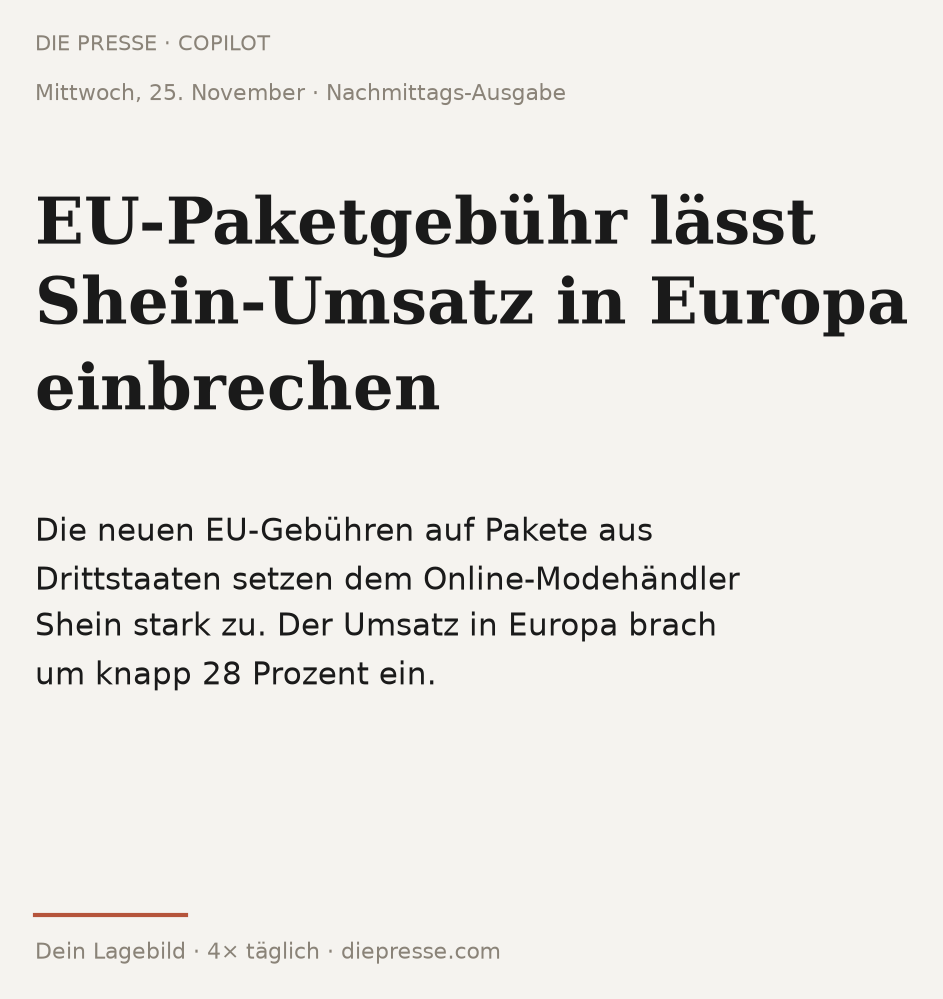 DIE PRESSE · COPILOT
Mittwoch, 25. November · Nachmittags-Ausgabe
EU-Paketgebühr lässt
Shein-Umsatz in Europa
einbrechen
Die neuen EU-Gebühren auf Pakete aus
Drittstaaten setzen dem Online-Modehändler
Shein stark zu. Der Umsatz in Europa brach
um knapp 28 Prozent ein.
Dein Lagebild · 4× täglich · diepresse.com